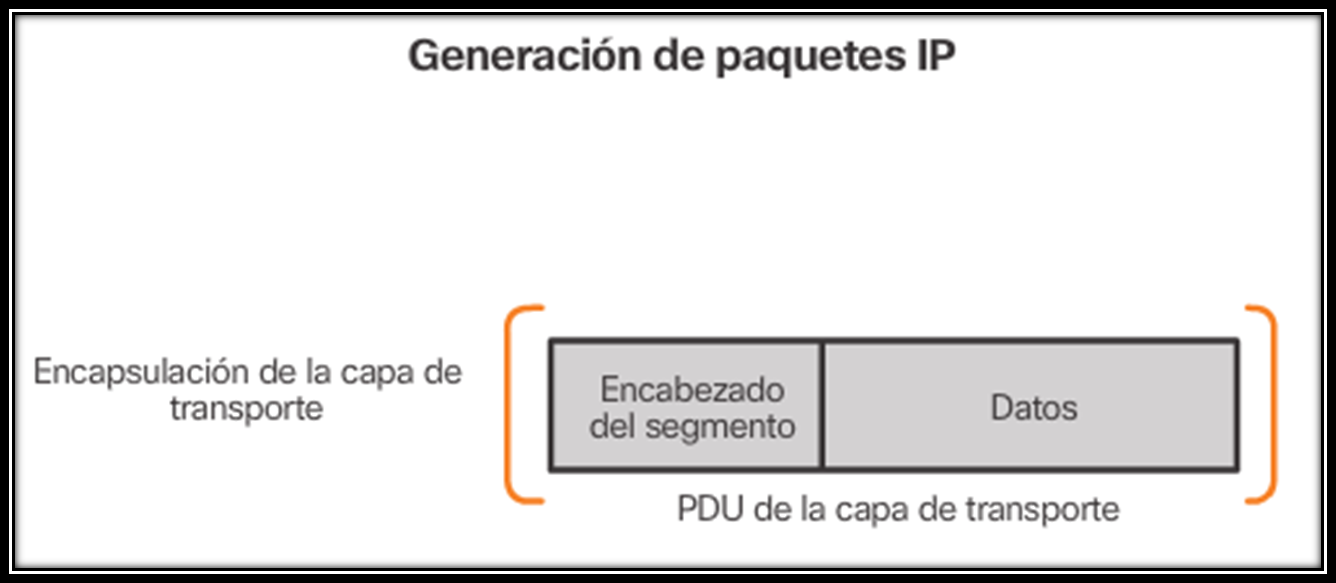 Generación de paquetes IP
Encapsulación de la capa de
transporte
Encabezado
del segmento
Datos
PDU de la capa de transporte